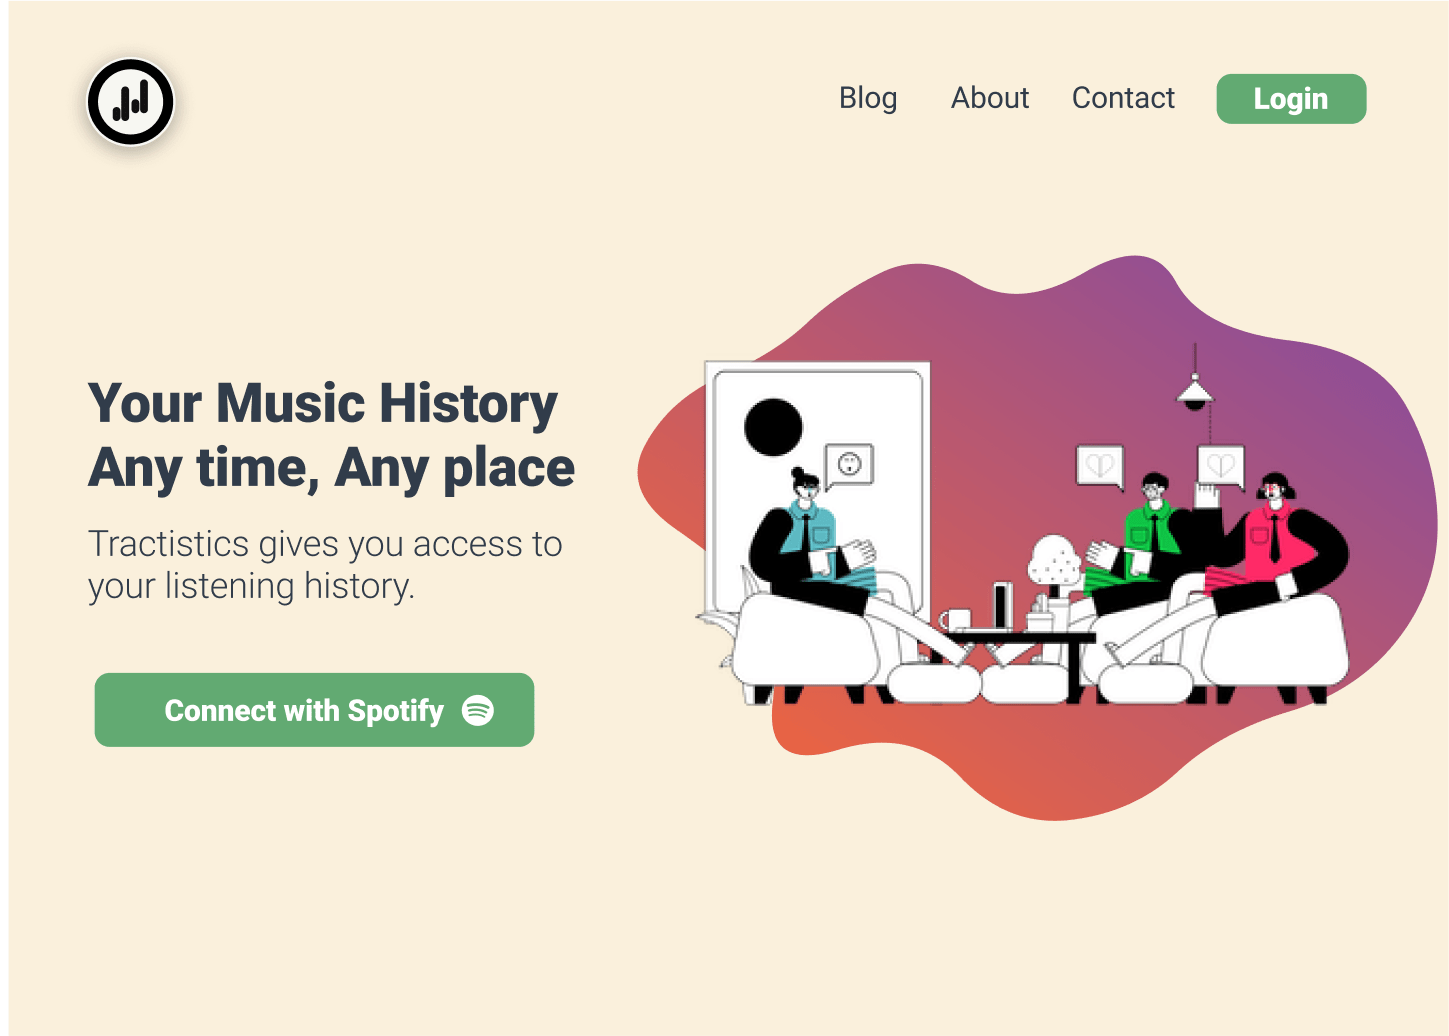 Blog About Contact Login
Your Music History
Any time, Any place
Tractistics gives you access to
your listening history.
Connect with Spotify